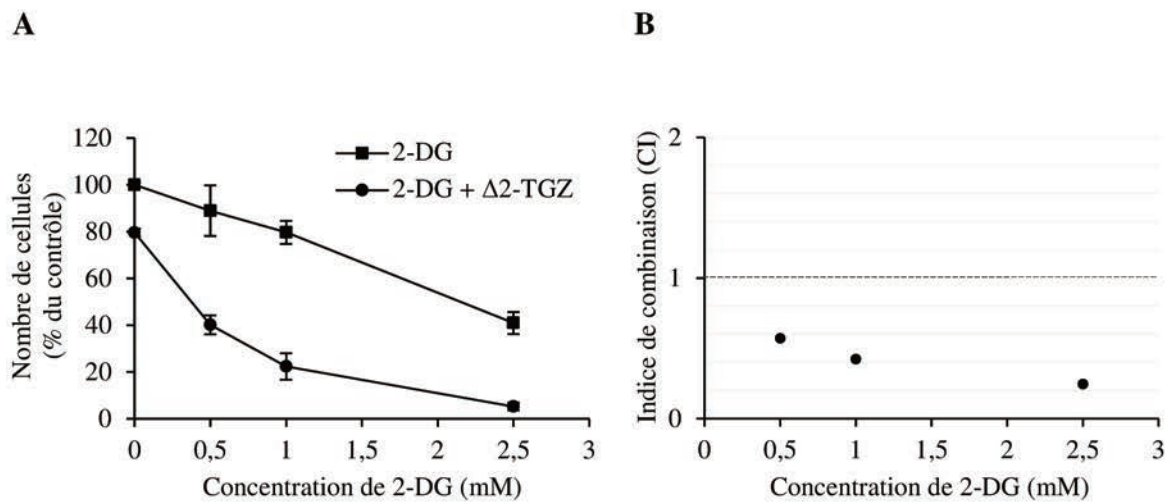 A
B
Nombre de cellules
(% du contrôle)
120
100
80
60
40
20
0
2-DG
2-DG + Δ2-TGZ
0
0,5
1
1,5
2
2,5
3
Concentration de 2-DG (mM)
Indice de combinaison (CI)
2
1
0
0
0,5
1
1,5
2
2,5
3
Concentration de 2-DG (mM)